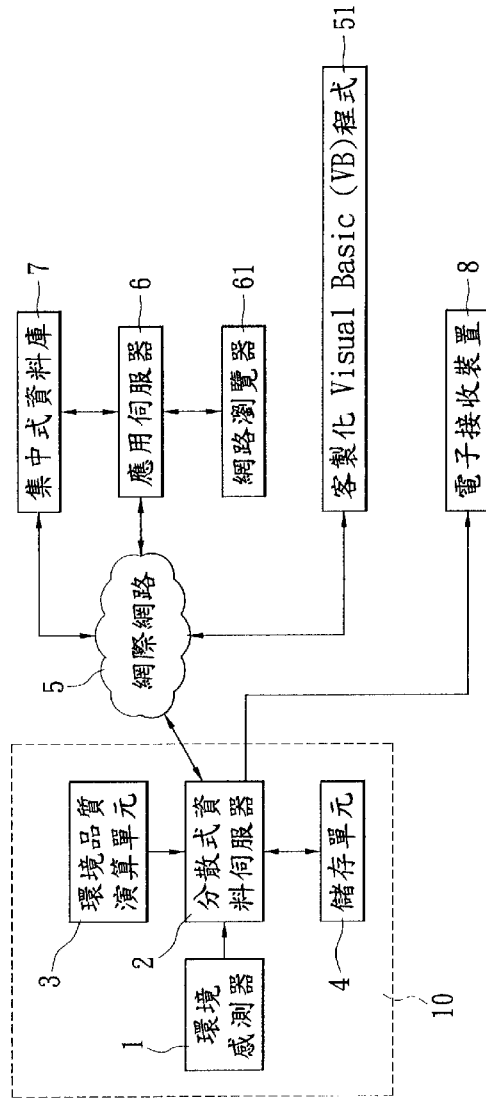 10
1
環境
感測器
2
分散式資
料伺服器
3
環境品質
演算單元
4
儲存單元
5
網際網路
7
集中式資料庫
6
應用伺服器
61
網路瀏覽器
51
客製化 Visual Basic (VB)程式
8
電子接收裝置